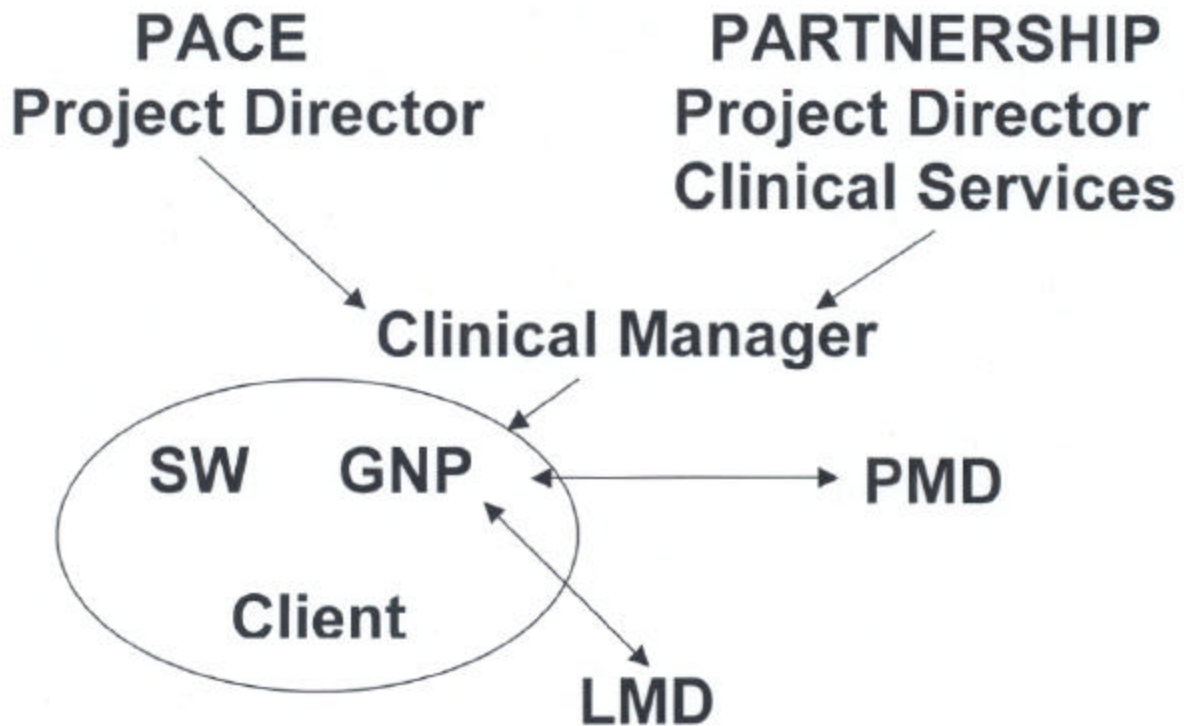 PACE
Project Director
PARTNERSHIP
Project Director
Clinical Services
Clinical Manager
SW GNP
PMD
Client
LMD